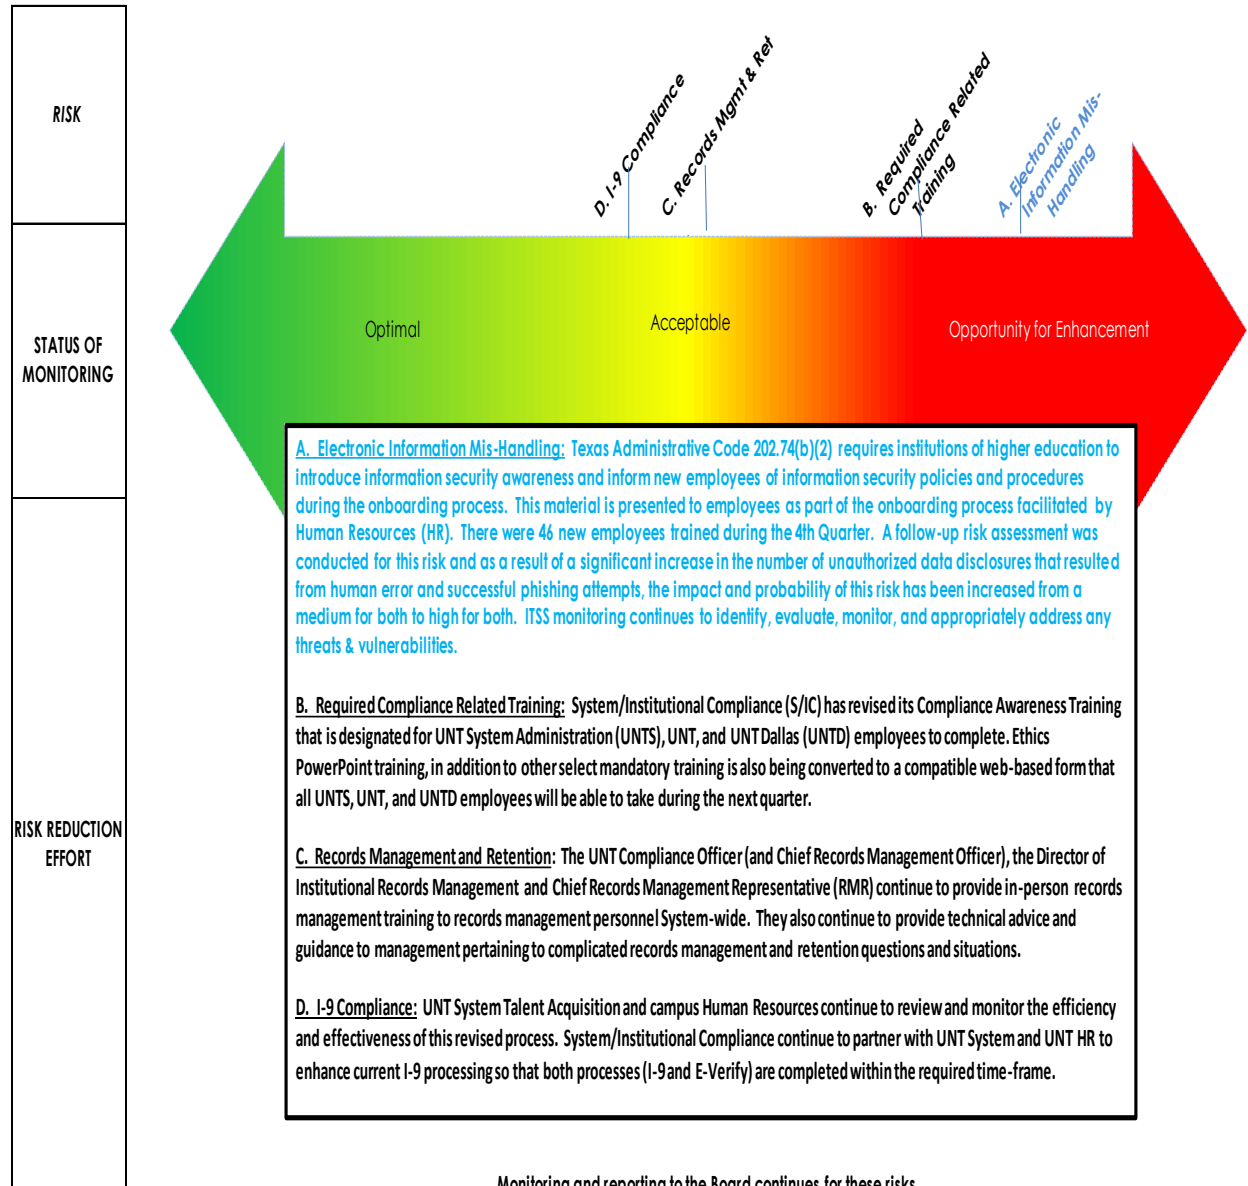 RISK
D. I-9 Compliance
C. Records Mgmt & Ret
B. Required
Compliance Related
Training
A. Electronic
Information Mis-
Handling
STATUS OF
MONITORING
Optimal
Acceptable
Opportunity for Enhancement
RISK REDUCTION
EFFORT
A. Electronic Information Mis-Handling: Texas Administrative Code 202.74(b)(2) requires institutions of higher education to
introduce information security awareness and inform new employees of information security policies and procedures
during the onboarding process. This material is presented to employees as part of the onboarding process facilitated by
Human Resources (HR). There were 46 new employees trained during the 4th Quarter. A follow-up risk assessment was
conducted for this risk and as a result of a significant increase in the number of unauthorized data disclosures that resulted
from human error and successful phishing attempts, the impact and probability of this risk has been increased from a
medium for both to high for both. ITSS monitoring continues to identify, evaluate, monitor, and appropriately address any
threats & vulnerabilities.
B. Required Compliance Related Training: System/Institutional Compliance (S/IC) has revised its Compliance Awareness Training
that is designated for UNT System Administration (UNTS), UNT, and UNT Dallas (UNTD) employees to complete. Ethics
PowerPoint training, in addition to other select mandatory training is also being converted to a compatible web-based form that
all UNTS, UNT, and UNTD employees will be able to take during the next quarter.
C. Records Management and Retention: The UNT Compliance Officer (and Chief Records Management Officer), the Director of
Institutional Records Management and Chief Records Management Representative (RMR) continue to provide in-person records
management training to records management personnel System-wide. They also continue to provide technical advice and
guidance to management pertaining to complicated records management and retention questions and situations.
D. I-9 Compliance: UNT System Talent Acquisition and campus Human Resources continue to review and monitor the efficiency
and effectiveness of this revised process. System/Institutional Compliance continue to partner with UNT System and UNT HR to
enhance current I-9 processing so that both processes (I-9 and E-Verify) are completed within the required time-frame.
Monitoring and reporting to the Board continues for these risks